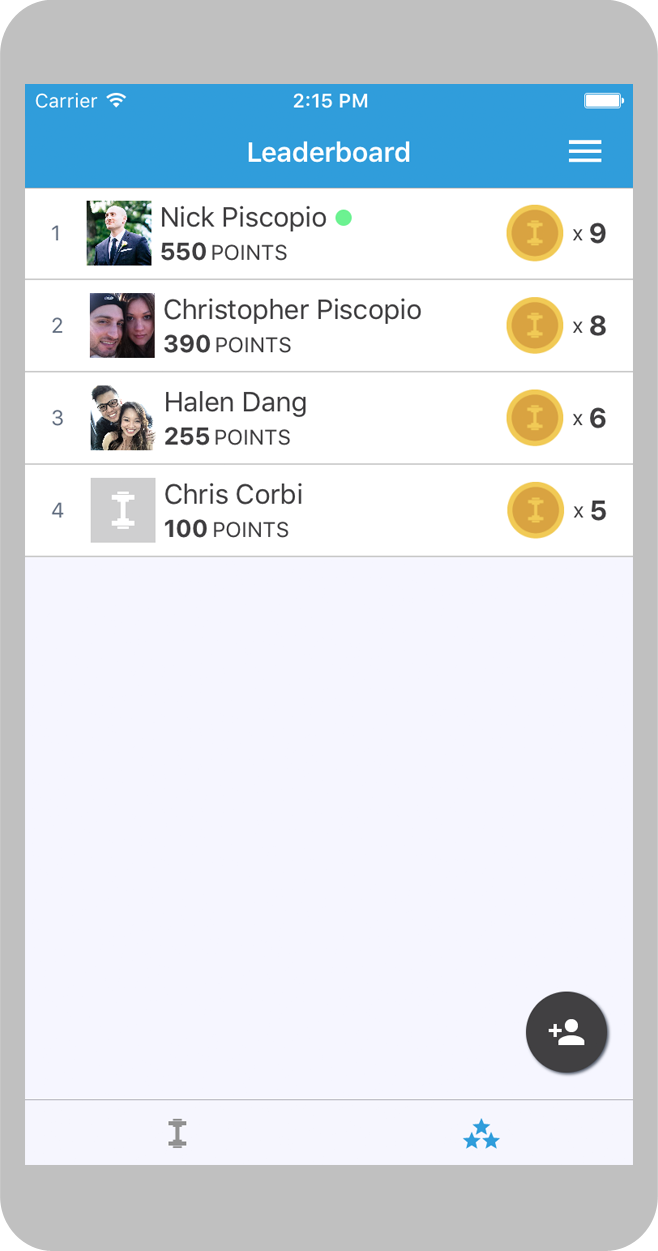 Carrier 2:15 PM
Leaderboard
1 Nick Piscopio x 9
550 POINTS
2 Christopher Piscopio x 8
390 POINTS
3 Halen Dang x 6
255 POINTS
4 Chris Corbi x 5
100 POINTS